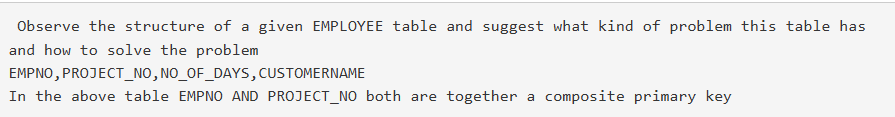 Observe the structure of a given EMPLOYEE table and suggest what kind of problem this table has
and how to solve the problem
EMPNO,PROJECT_NO,NO_OF_DAYS,CUSTOMERNAME
In the above table EMPNO AND PROJECT_NO both are together a composite primary key